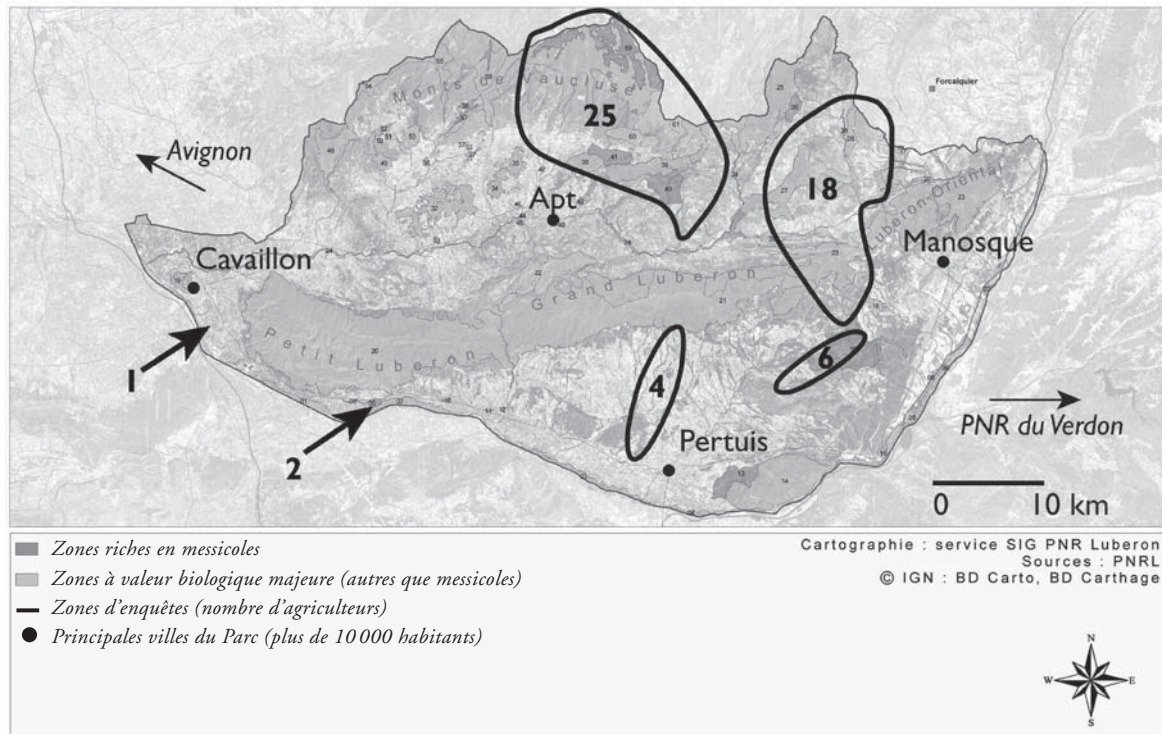 Forcalquier
Monts de Vaucluse
25
Avignon
18
Apt
Luberon Oriental
Cavaillon
Manosque
Grand Luberon
Petit Luberon
1
4
6
2
Pertuis
PNR du Verdon
0 10 km
Zones riches en messicoles
Zones à valeur biologique majeure (autres que messicoles)
Zones d'enquêtes (nombre d'agriculteurs)
Principales villes du Parc (plus de 10 000 habitants)
Cartographie : service SIG PNR Luberon
Sources : PNRL
© IGN : BD Carto, BD Carthage
N
W E
S